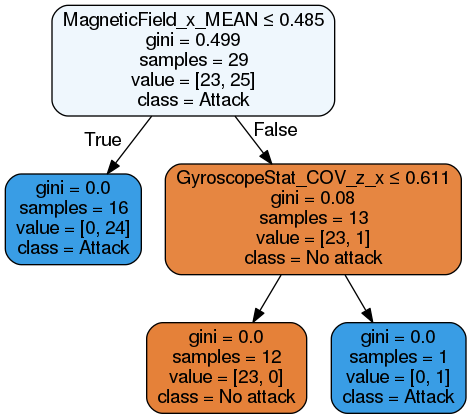 MagneticField_x_MEAN ≤ 0.485
gini = 0.499
samples = 29
value = [23, 25]
class = Attack
True
False
gini = 0.0
samples = 16
value = [0, 24]
class = Attack
GyroscopeStat_COV_z_x ≤ 0.611
gini = 0.08
samples = 13
value = [23, 1]
class = No attack
gini = 0.0
samples = 12
value = [23, 0]
class = No attack
gini = 0.0
samples = 1
value = [0, 1]
class = Attack